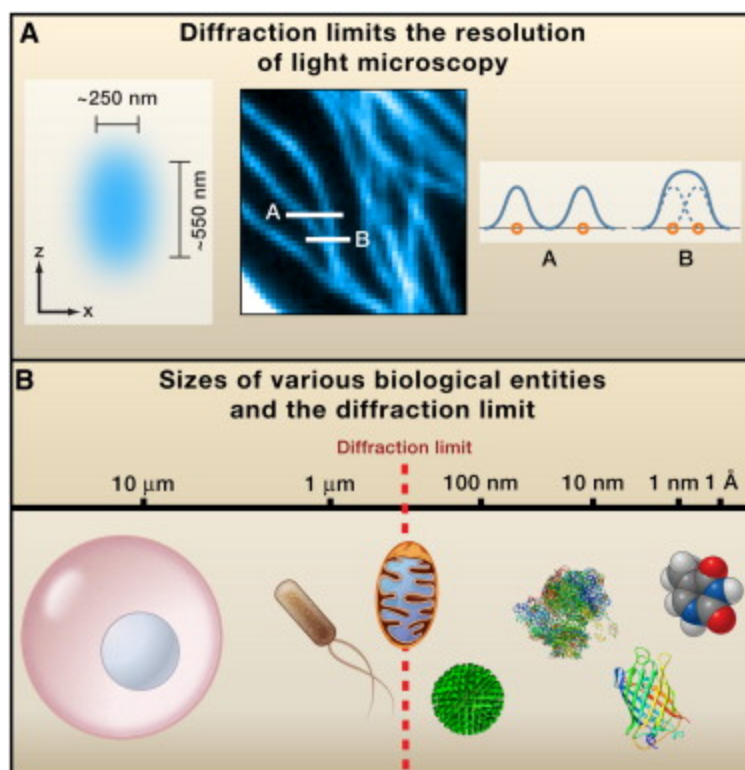 A
Diffraction limits the resolution
of light microscopy
~250 nm
~550 nm
z
x
A
B
A
B
B
Sizes of various biological entities
and the diffraction limit
Diffraction limit
10 μm
1 μm
100 nm
10 nm
1 nm
1 Å